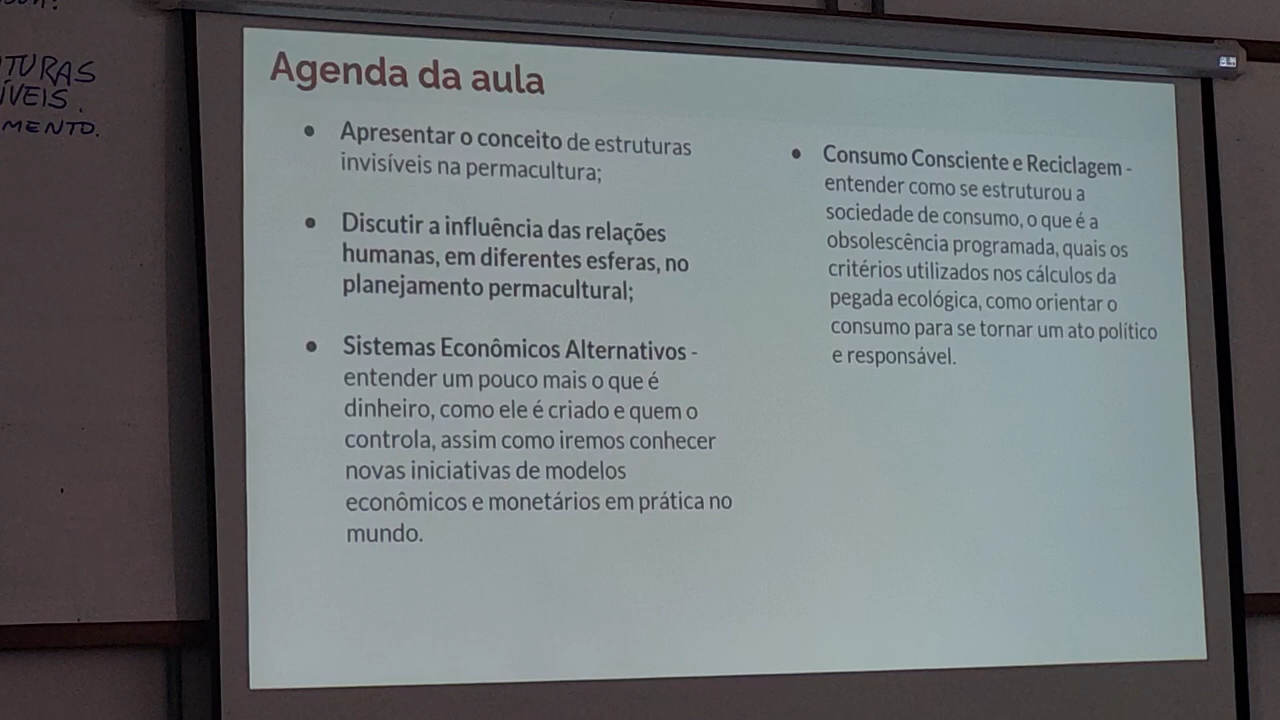 MENTO.
Agenda da aula
• Apresentar o conceito de estruturas
invisíveis na permacultura;
• Discutir a influência das relações
humanas, em diferentes esferas, no
planejamento permacultural;
• Sistemas Econômicos Alternativos -
entender um pouco mais o que é
dinheiro, como ele é criado e quem o
controla, assim como iremos conhecer
novas iniciativas de modelos
econômicos e monetários em prática no
mundo.
• Consumo Consciente e Reciclagem -
entender como se estruturou a
sociedade de consumo, o que é a
obsolescência programada, quais os
critérios utilizados nos cálculos da
pegada ecológica, como orientar o
consumo para se tornar um ato político
e responsável.